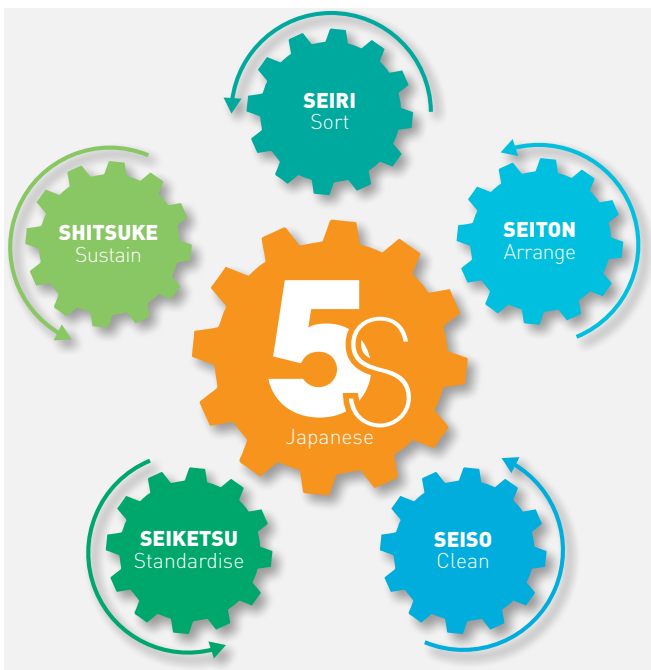 SEIRI
Sort
SEITON
Arrange
SEISO
Clean
SEIKETSU
Standardise
SHITSUKE
Sustain
5S
Japanese